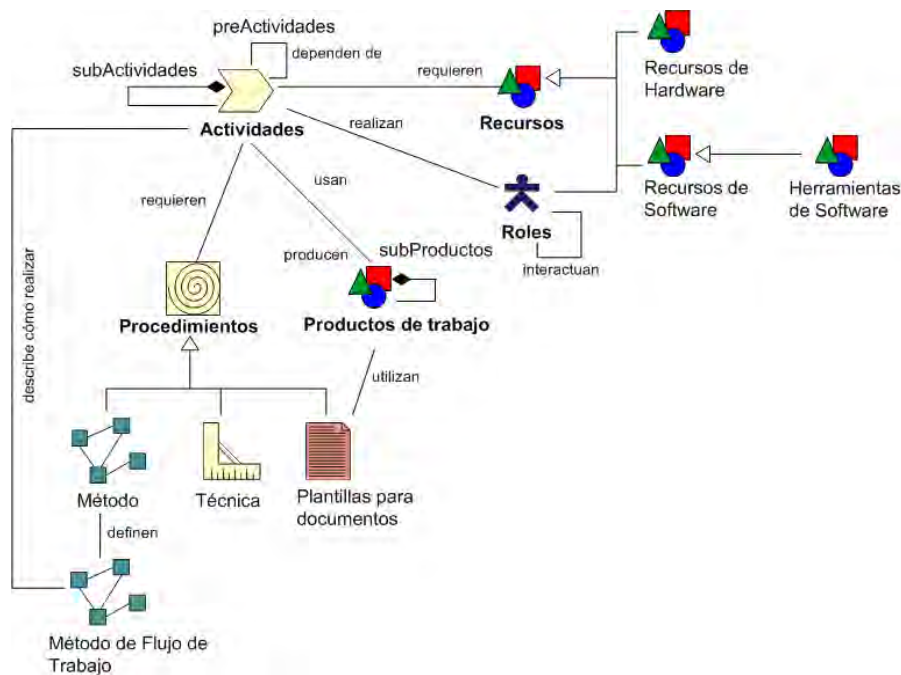 preActividades
dependen de
subActividades
Actividades
requieren
Recursos
Recursos de
Hardware
realizan
Recursos de
Software
Herramientas
de Software
Roles
interactuan
requieren
usan
producen
subProductos
Procedimientos
Productos de trabajo
describe cómo realizar
utilizan
Método
Técnica
Plantillas para
documentos
definen
Método de Flujo de
Trabajo